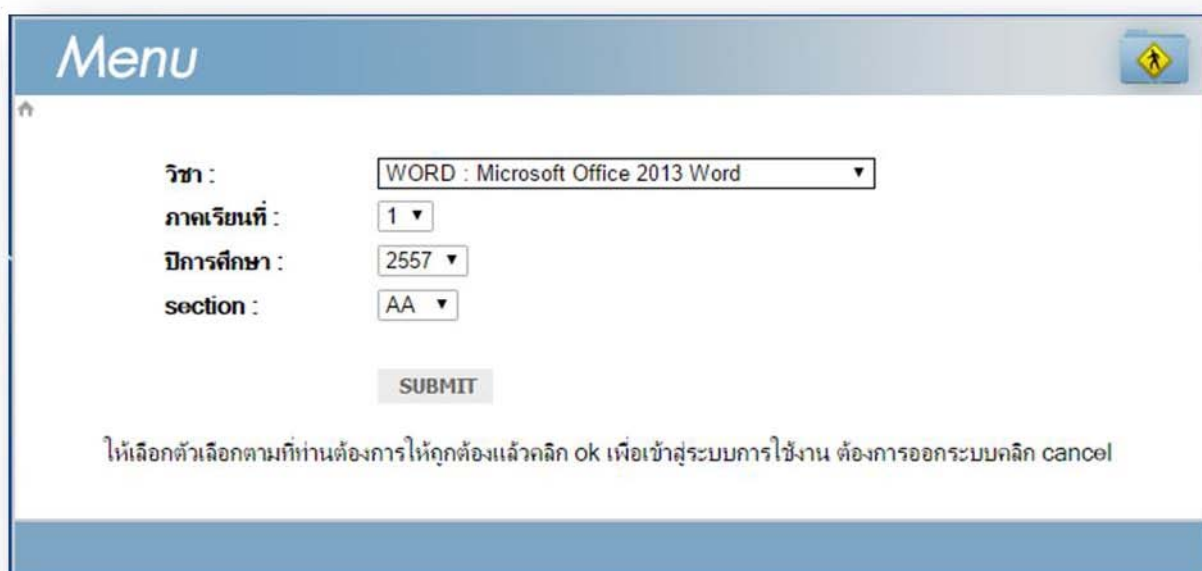 Menu
วิชา : WORD : Microsoft Office 2013 Word
ภาคเรียนที่ : 1
ปีการศึกษา : 2557
section : AA
SUBMIT
ให้เลือกตัวเลือกตามที่ท่านต้องการให้ถูกต้องแล้วคลิก ok เพื่อเข้าสู่ระบบการใช้งาน ต้องการออกระบบคลิก cancel